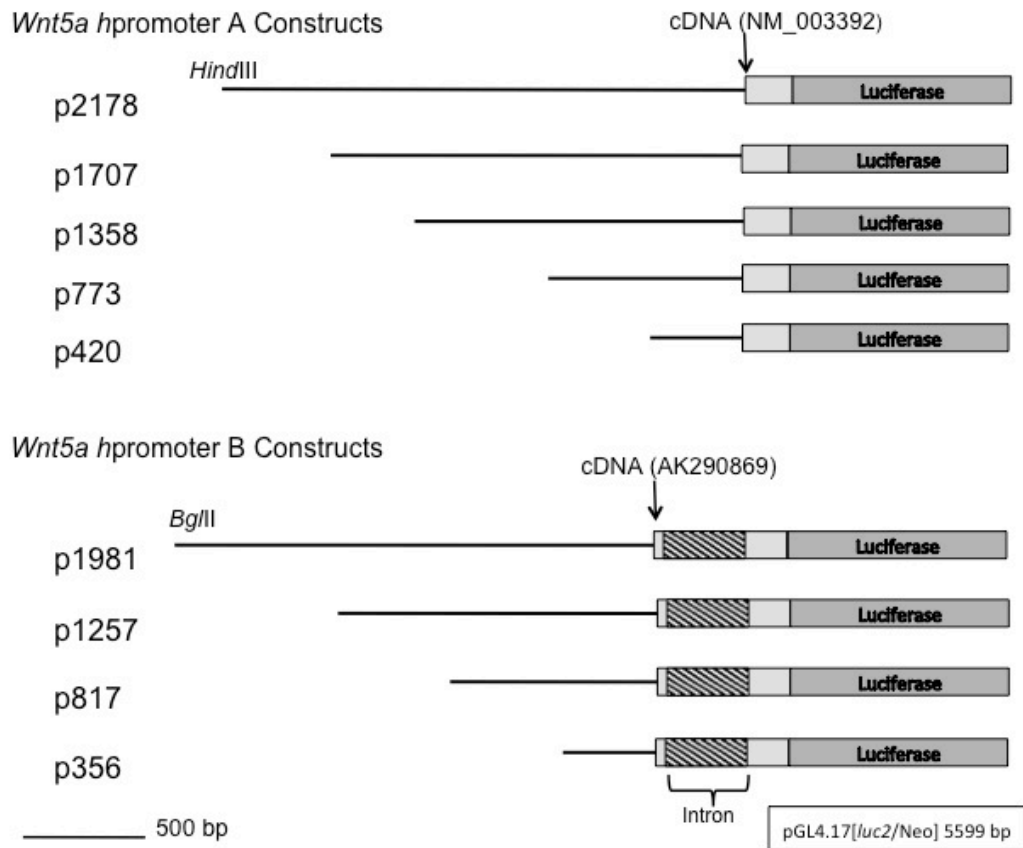 Wnt5a hpromoter A Constructs
cDNA (NM_003392)
HindIII
p2178
Luciferase
p1707
Luciferase
p1358
Luciferase
p773
Luciferase
p420
Luciferase
Wnt5a hpromoter B Constructs
cDNA (AK290869)
BglII
p1981
Luciferase
p1257
Luciferase
p817
Luciferase
p356
Luciferase
Intron
500 bp
pGL4.17[luc2/Neo] 5599 bp